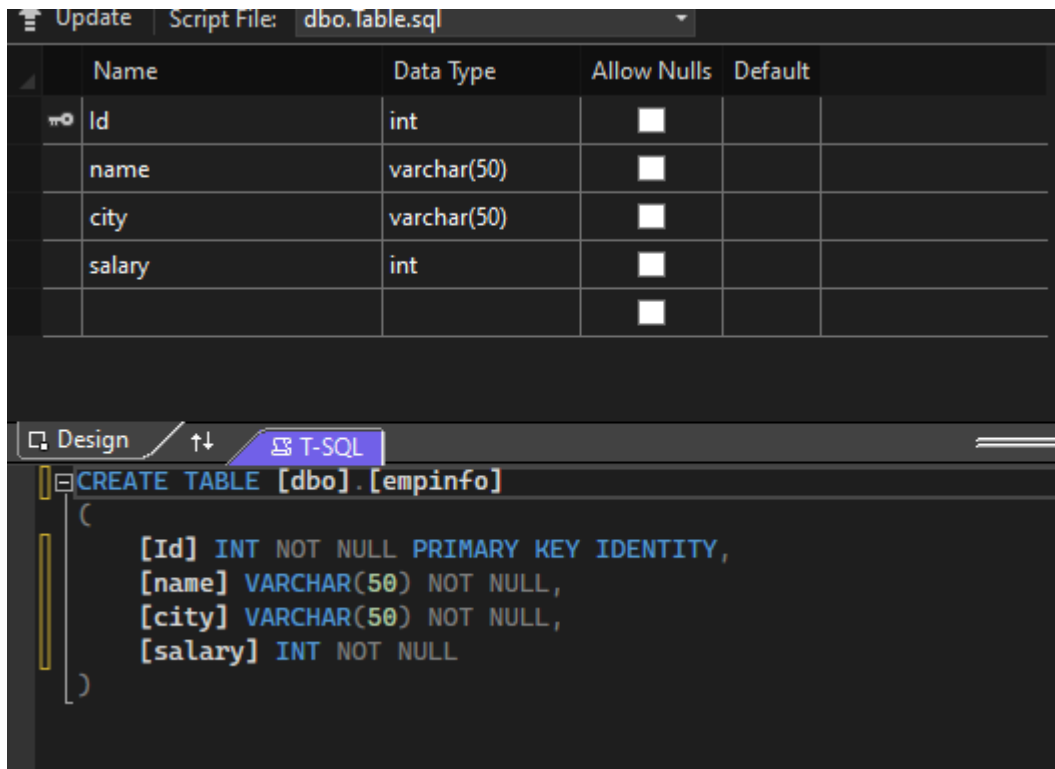 Update Script File: dbo.Table.sql
Name Data Type Allow Nulls Default
Id int
name varchar(50)
city varchar(50)
salary int
Design T-SQL
CREATE TABLE [dbo].[empinfo]
(
[Id] INT NOT NULL PRIMARY KEY IDENTITY,
[name] VARCHAR(50) NOT NULL,
[city] VARCHAR(50) NOT NULL,
[salary] INT NOT NULL
)